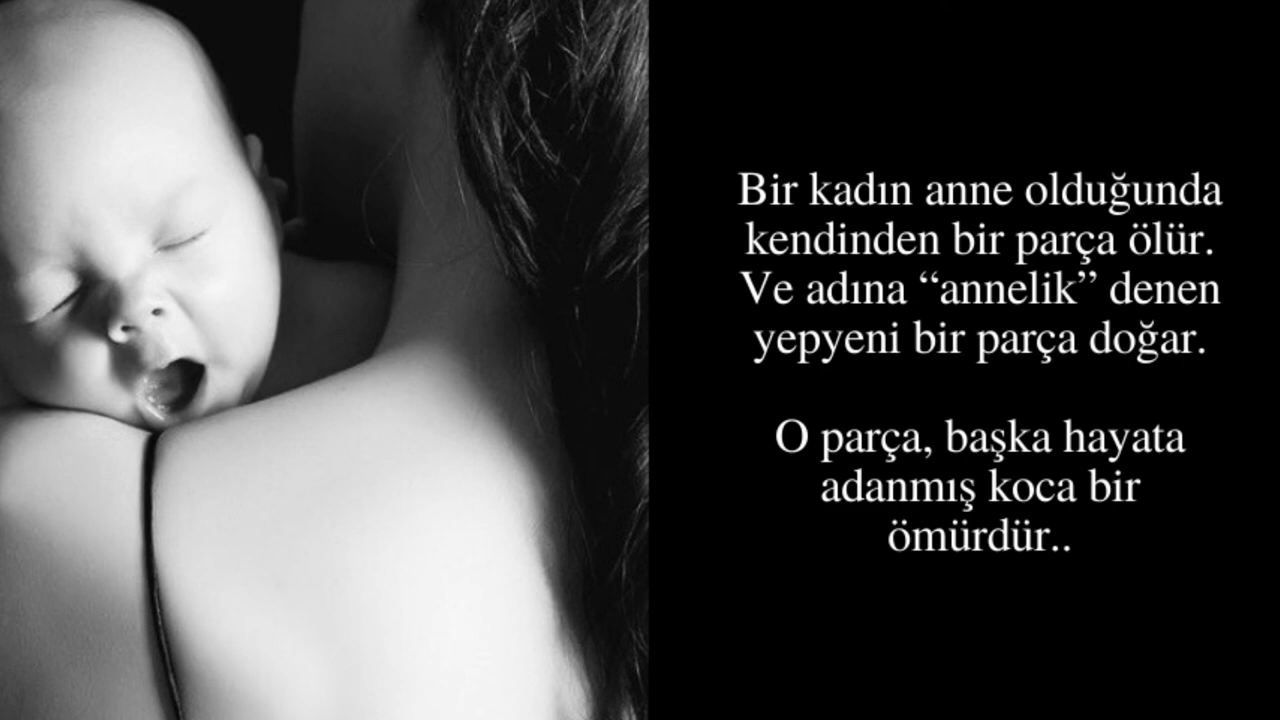 Bir kadın anne olduğunda
kendinden bir parça ölür.
Ve adına “annelik” denen
yepyeni bir parça doğar.
O parça, başka hayata
adanmış koca bir
ömürdür..